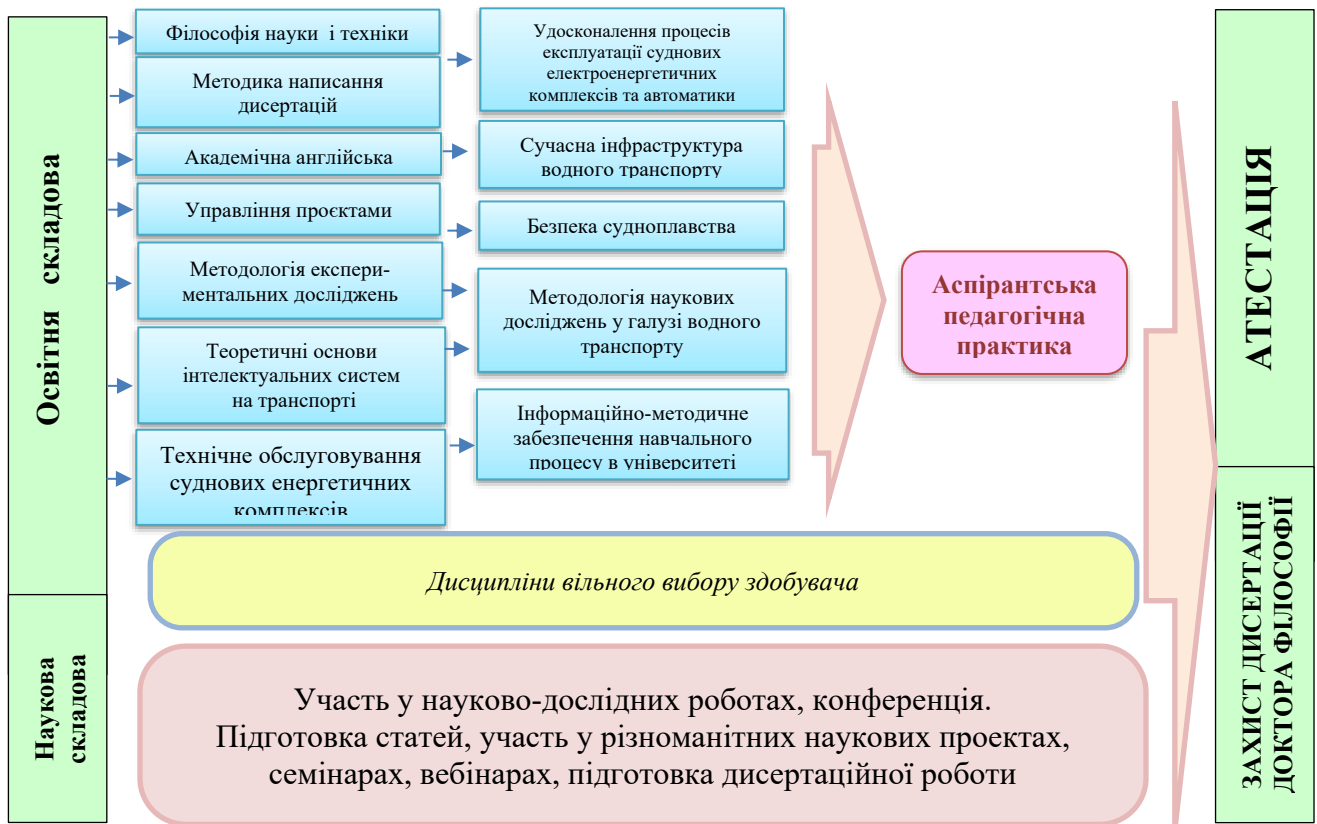 Освітня складова
Філософія науки і техніки
Методика написання
дисертацій
Академічна англійська
Управління проєктами
Методологія експери-
ментальних досліджень
Теоретичні основи
інтелектуальних систем
на транспорті
Технічне обслуговування
суднових енергетичних
комплексів
Удосконалення процесів
експлуатації суднових
електроенергетичних
комплексів та автоматики
Сучасна інфраструктура
водного транспорту
Безпека судноплавства
Методологія наукових
досліджень у галузі водного
транспорту
Інформаційно-методичне
забезпечення навчального
процесу в університеті
Аспірантська
педагогічна
практика
АТЕСТАЦІЯ
Дисципліни вільного вибору здобувача
Наукова
складова
Участь у науково-дослідних роботах, конференція.
Підготовка статей, участь у різноманітних наукових проектах,
семінарах, вебінарах, підготовка дисертаційної роботи
ЗАХИСТ ДИСЕРТАЦІЇ
ДОКТОРА ФІЛОСОФІЇ